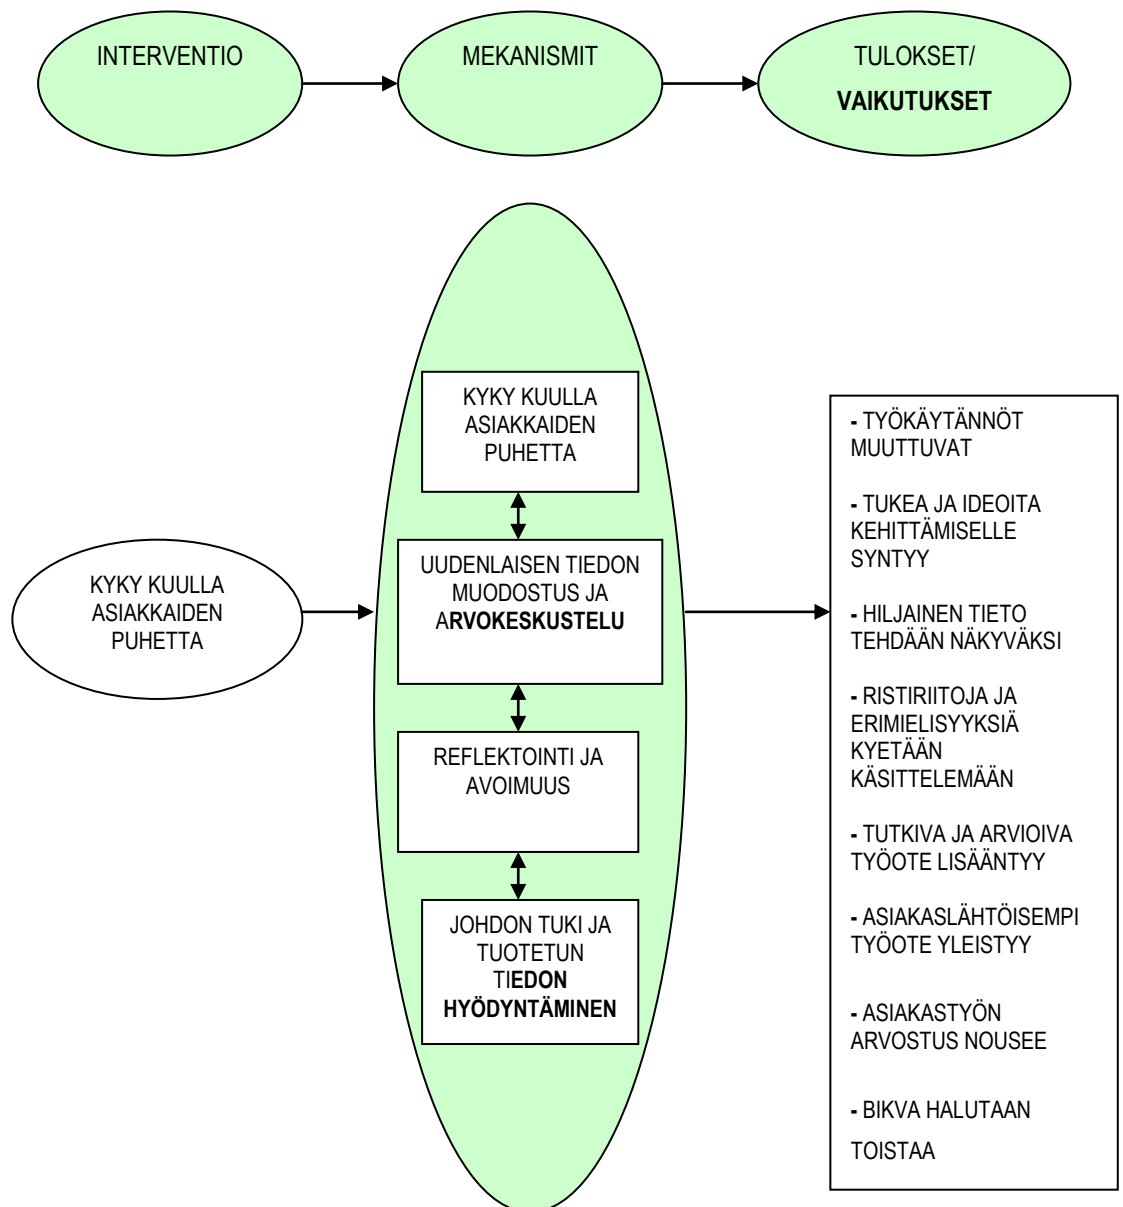 INTERVENTIO
MEKANISMIT
TULOKSET/
VAIKUTUKSET
KYKY KUULLA
ASIAKKAIDEN
PUHETTA
KYKY KUULLA
ASIAKKAIDEN
PUHETTA
UUDENLAISEN TIEDON
MUODOSTUS JA
ARVOKESKUSTELU
REFLEKTOINTI JA
AVOIMUUS
JOHDON TUKI JA
TUOTETUN
TIEDON
HYÖDYNTÄMINEN
- TYÖKÄYTÄNNÖT
MUUTTUVAT
- TUKEA JA IDEOITA
KEHITTÄMISELLE
SYNTYY
- HILJAINEN TIETO
TEHDÄÄN NÄKYVÄKSI
- RISTIRIITOJA JA
ERIMIELISYYKSIÄ
KYETÄÄN
KÄSITTELEMÄÄN
- TUTKIVA JA ARVIOIVA
TYÖOTE LISÄÄNTYY
- ASIAKASLÄHTÖISEMPI
TYÖOTE YLEISTYY
- ASIAKASTYÖN
ARVOSTUS NOUSEE
- BIKVA HALUTAAN
TOISTAA